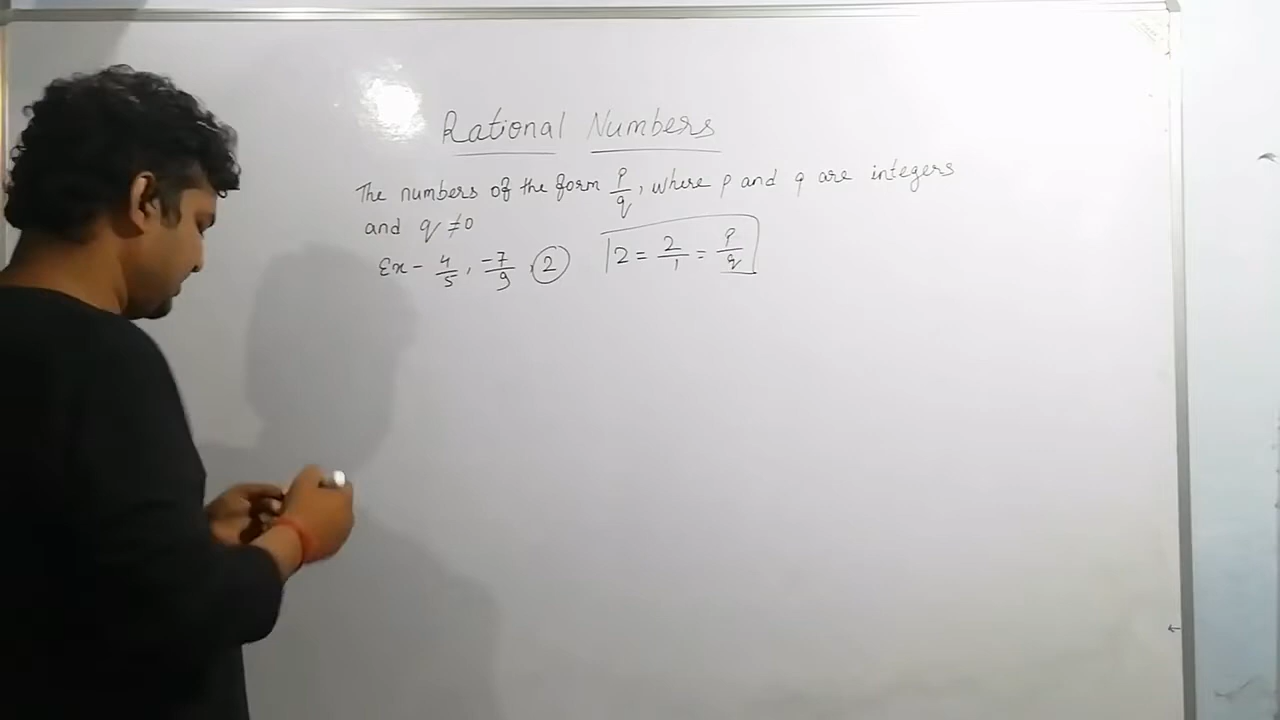 Rational Numbers
The numbers of the form p/q, where p and q are integers
and q ≠ 0
Ex - 4/5, -7/9, 2 2 = 2/1 = p/q